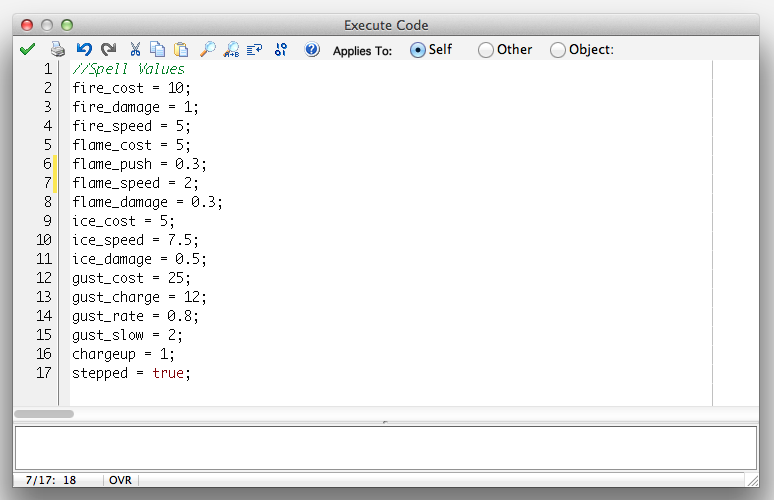 Execute Code
Applies To: Self Other Object:
1 //Spell Values
2 fire_cost = 10;
3 fire_damage = 1;
4 fire_speed = 5;
5 flame_cost = 5;
6 flame_push = 0.3;
7 flame_speed = 2;
8 flame_damage = 0.3;
9 ice_cost = 5;
10 ice_speed = 7.5;
11 ice_damage = 0.5;
12 gust_cost = 25;
13 gust_charge = 12;
14 gust_rate = 0.8;
15 gust_slow = 2;
16 chargeup = 1;
17 stepped = true;
7/17: 18 OVR